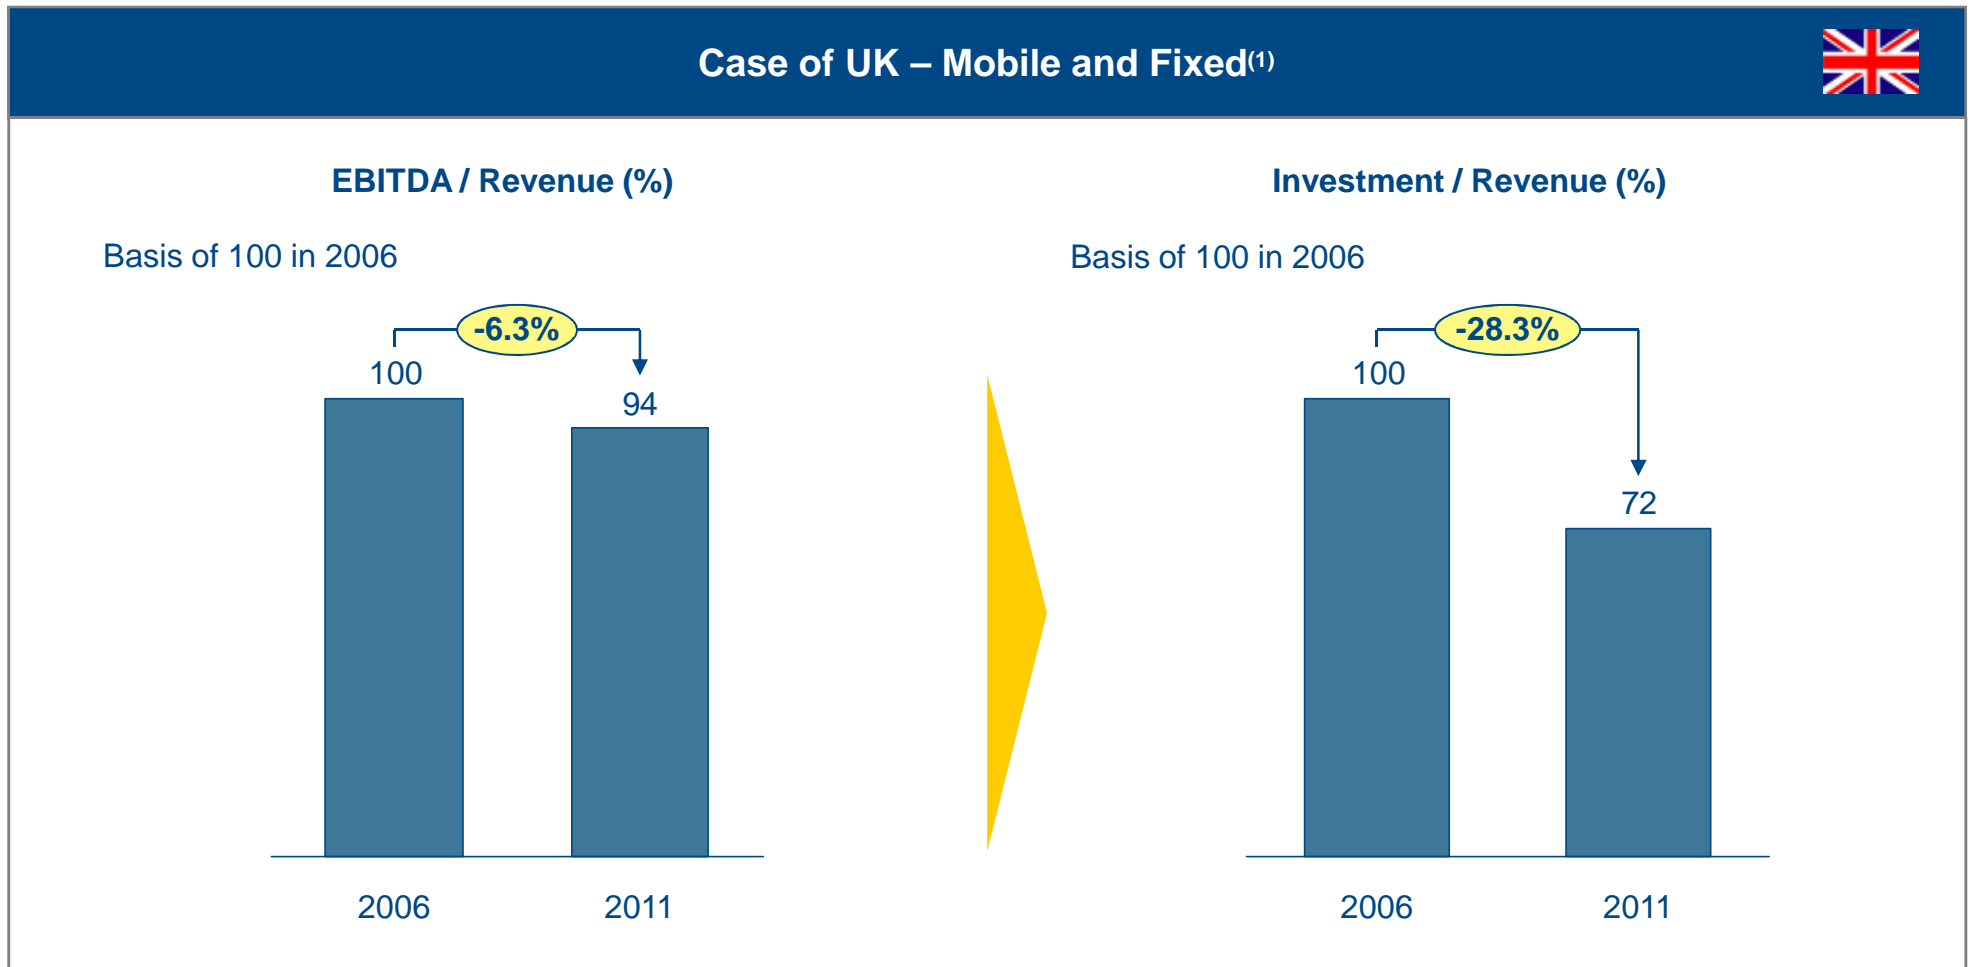 Case of UK – Mobile and Fixed(1)
EBITDA / Revenue (%)
Basis of 100 in 2006
-6.3%
100
94
2006
2011
Investment / Revenue (%)
Basis of 100 in 2006
-28.3%
100
72
2006
2011